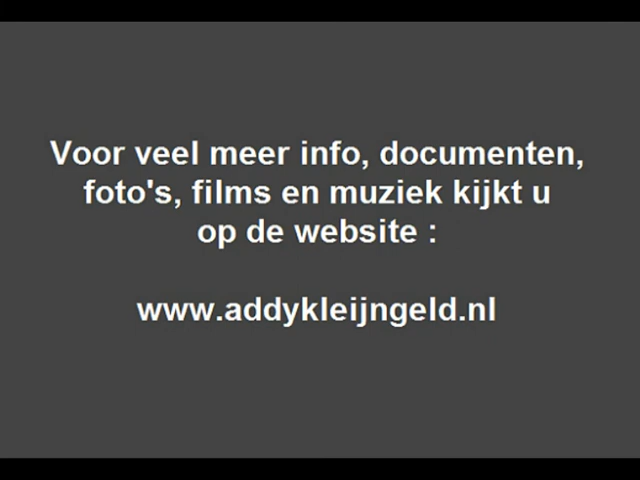 Voor veel meer info, documenten,
foto's, films en muziek kijkt u
op de website :
www.addykleijngeld.nl